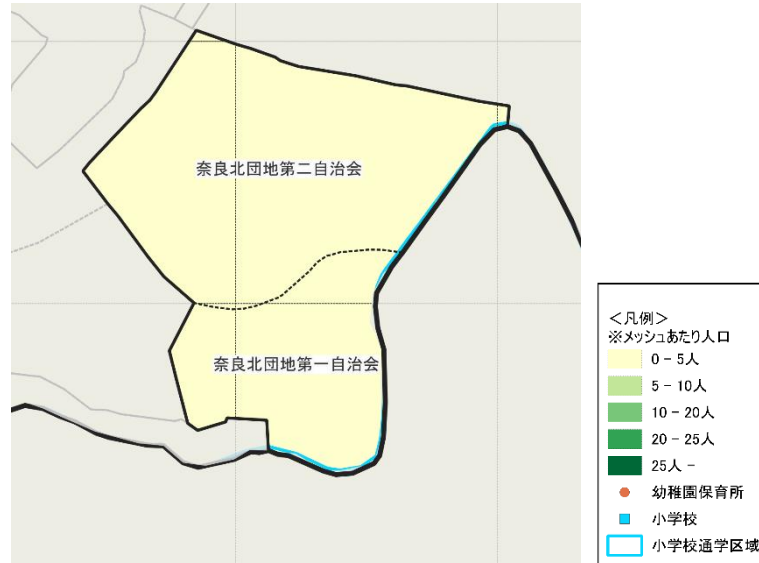 奈良北団地第二自治会
奈良北団地第一自治会
＜凡例＞
※メッシュあたり人口
0 - 5人
5 - 10人
10 - 20人
20 - 25人
25人 -
幼稚園保育所
小学校
小学校通学区域